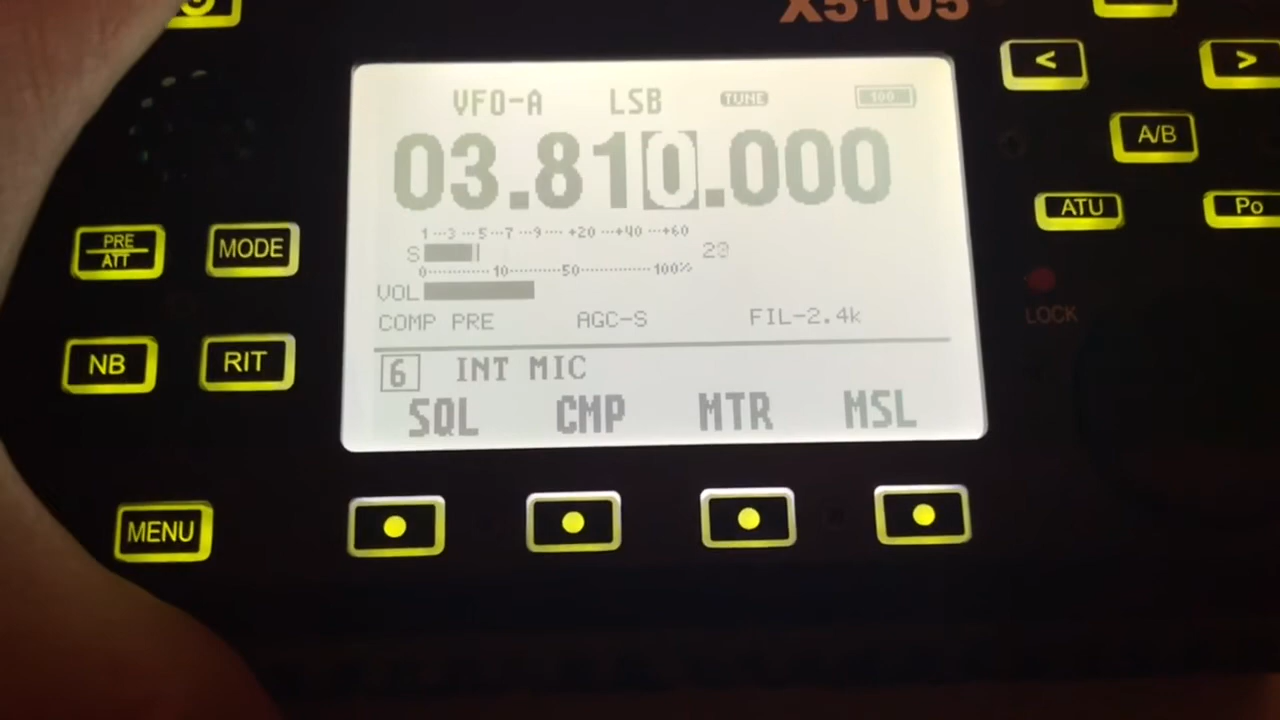 X5105
<
>
A/B
ATU
Po
LOCK
VFO-A LSB TUNE 100
03.810.000
1···3···5···7···9····+20···+40···+60
S
0···········10···········50··············100%
VOL
COMP PRE AGC-S FIL-2.4k
6 INT MIC
SQL CMP MTR MSL
PRE
ATT
MODE
NB
RIT
MENU